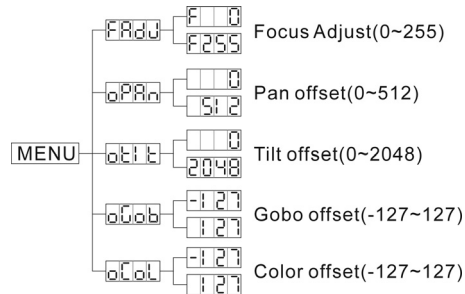 F 0
FAdJ
F255
Focus Adjust(0~255)
0
oPAn
512
Pan offset(0~512)
0
MENU
otlt
2048
Tilt offset(0~2048)
-127
oGob
127
Gobo offset(-127~127)
-127
oCoL
127
Color offset(-127~127)